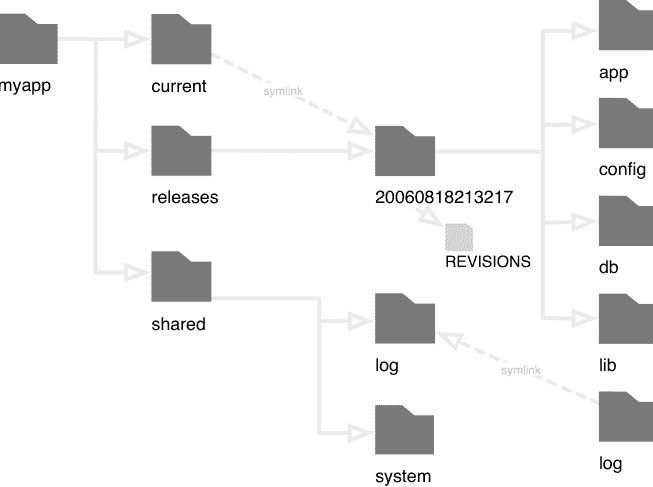 app
myapp
current
symlink
config
releases
20060818213217
REVISIONS
db
shared
log
symlink
lib
log
system